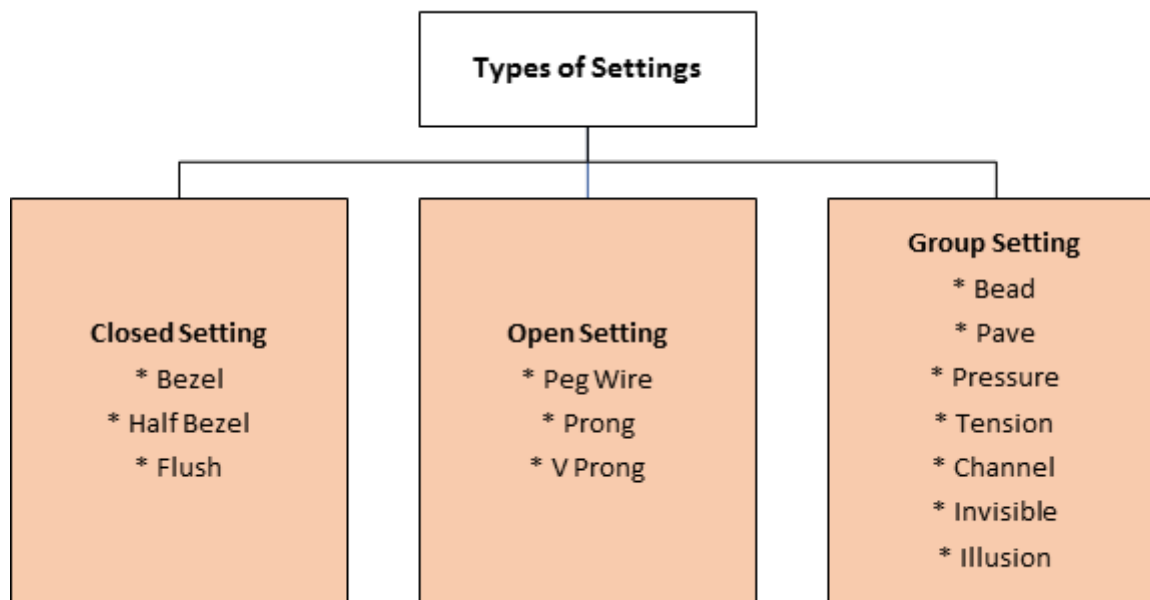 Types of Settings
Closed Setting
* Bezel
* Half Bezel
* Flush
Open Setting
* Peg Wire
* Prong
* V Prong
Group Setting
* Bead
* Pave
* Pressure
* Tension
* Channel
* Invisible
* Illusion